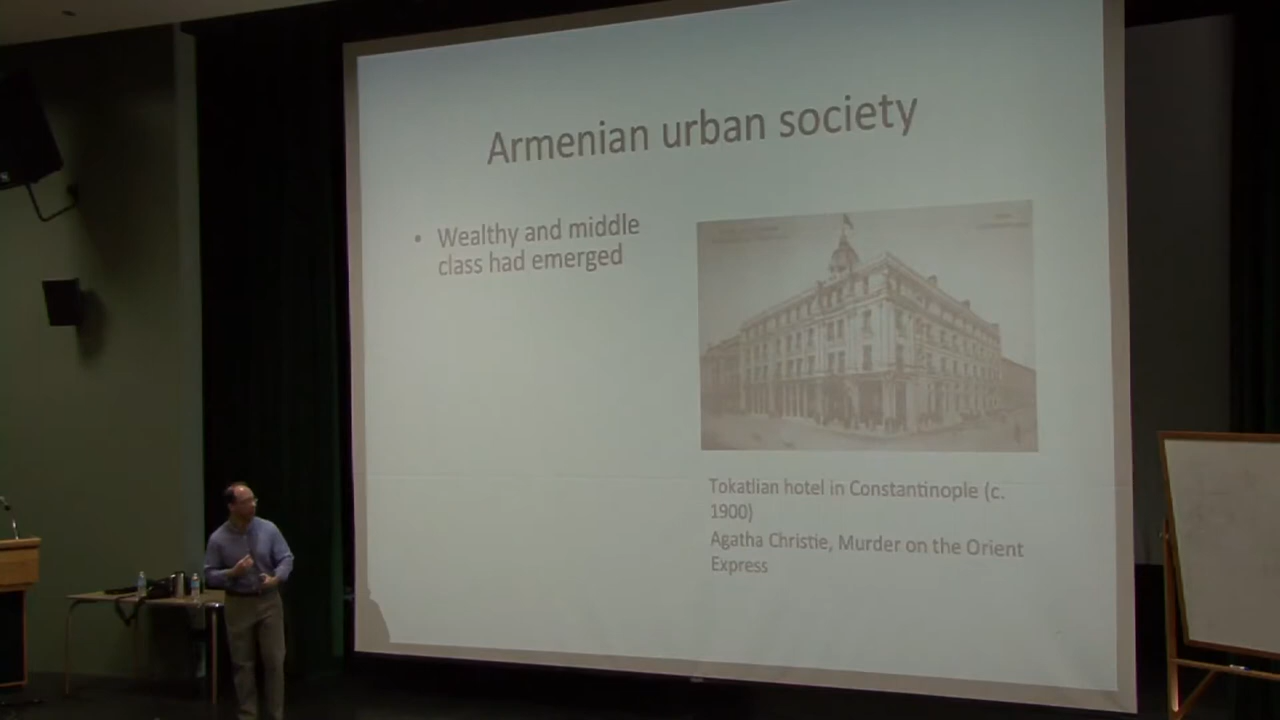 Armenian urban society
• Wealthy and middle
class had emerged
Tokatlian hotel in Constantinople (c.
1900)
Agatha Christie, Murder on the Orient
Express